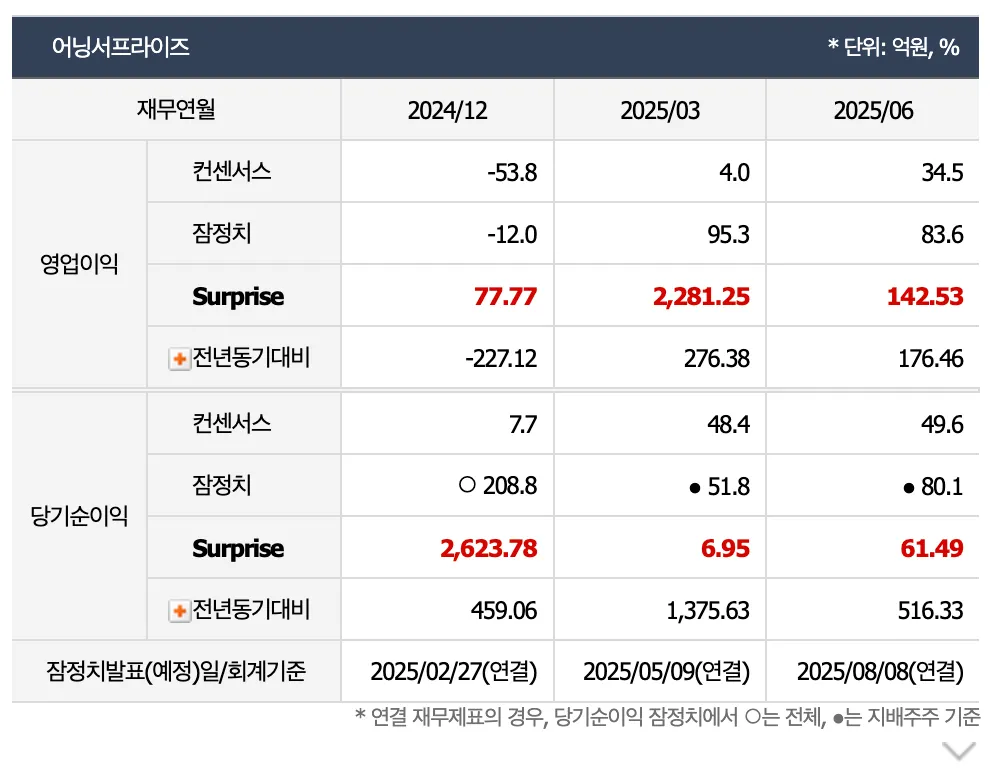 어닝서프라이즈 * 단위: 억원, %
재무연월 2024/12 2025/03 2025/06
영업이익
컨센서스 -53.8 4.0 34.5
잠정치 -12.0 95.3 83.6
Surprise 77.77 2,281.25 142.53
전년동기대비 -227.12 276.38 176.46
당기순이익
컨센서스 7.7 48.4 49.6
잠정치 ○ 208.8 ● 51.8 ● 80.1
Surprise 2,623.78 6.95 61.49
전년동기대비 459.06 1,375.63 516.33
잠정치발표(예정)일/회계기준 2025/02/27(연결) 2025/05/09(연결) 2025/08/08(연결)
* 연결 재무제표의 경우, 당기순이익 잠정치에서 ○는 전체, ●는 지배주주 기준